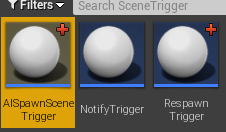 Filters
Search SceneTrigger
AISpawnScene
Trigger
NotifyTrigger
Respawn
Trigger